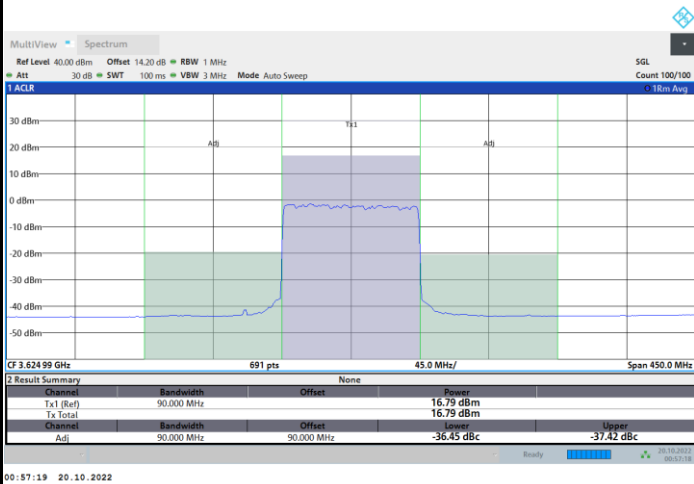 MultiView Spectrum
Ref Level 40.00 dBm Offset 14.20 dB RBW 1 MHz SGL
Att 30 dB SWT 100 ms VBW 3 MHz Mode Auto Sweep Count 100/100
1 ACLR 1Rm Avg
30 dBm
Tx1
20 dBm
Adj Adj
10 dBm
0 dBm
-10 dBm
-20 dBm
-30 dBm
-40 dBm
-50 dBm
CF 3.624 99 GHz 691 pts 45.0 MHz/ Span 450.0 MHz
2 Result Summary None
Channel Bandwidth Offset Power
Tx1 (Ref) 90.000 MHz 16.79 dBm
Tx Total 16.79 dBm
Channel Bandwidth Offset Lower Upper
Adj 90.000 MHz 90.000 MHz -36.45 dBc -37.42 dBc
Ready 20.10.2022
00:57:18
00:57:19 20.10.2022